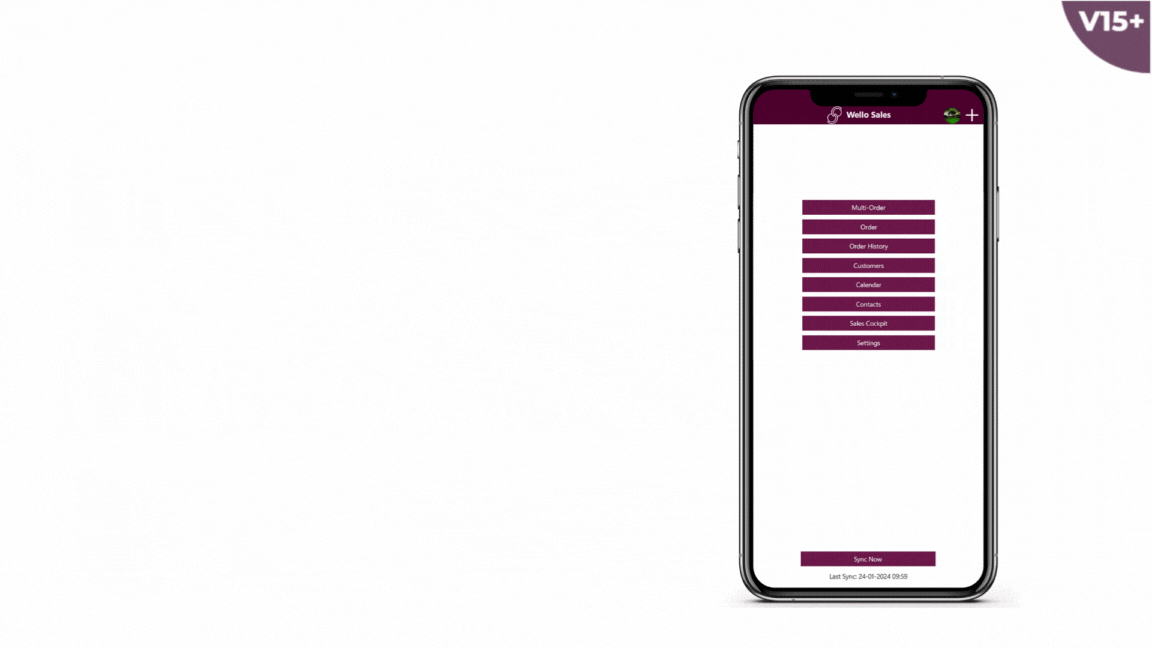 V15+
Wello Sales
Multi-Order
Order
Order History
Customers
Calendar
Contacts
Sales Cockpit
Settings
Sync Now
Last Sync: 24-01-2024 09:59